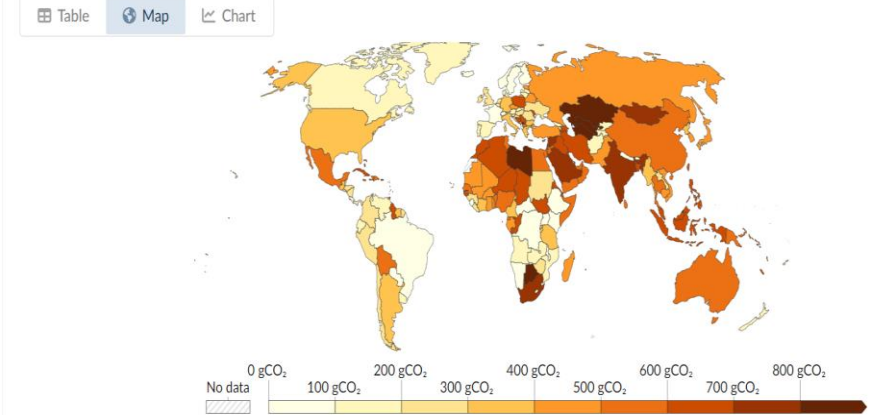 Table Map Chart
0 gCO₂ 200 gCO₂ 400 gCO₂ 600 gCO₂ 800 gCO₂
No data 100 gCO₂ 300 gCO₂ 500 gCO₂ 700 gCO₂